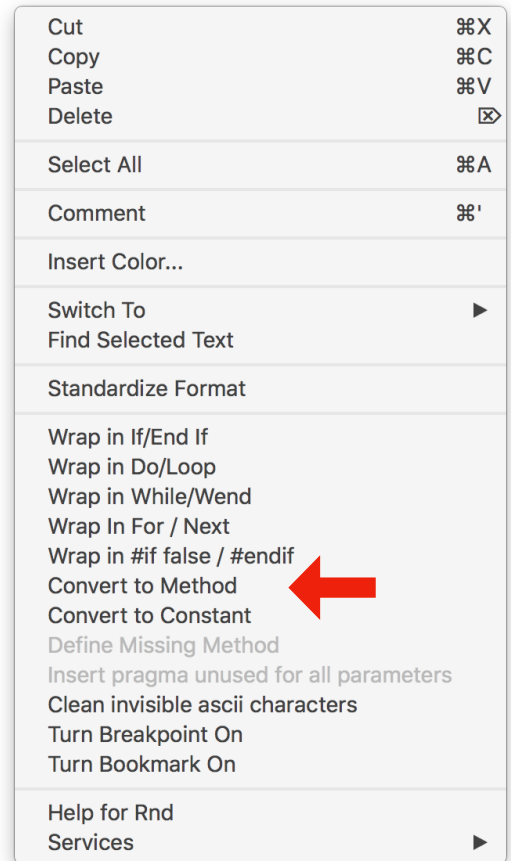 Cut ⌘X
Copy ⌘C
Paste ⌘V
Delete ⌦
Select All ⌘A
Comment ⌘'
Insert Color...
Switch To ▶
Find Selected Text
Standardize Format
Wrap in If/End If
Wrap in Do/Loop
Wrap in While/Wend
Wrap In For / Next
Wrap in #if false / #endif
Convert to Method
Convert to Constant
Define Missing Method
Insert pragma unused for all parameters
Clean invisible ascii characters
Turn Breakpoint On
Turn Bookmark On
Help for Rnd
Services ▶